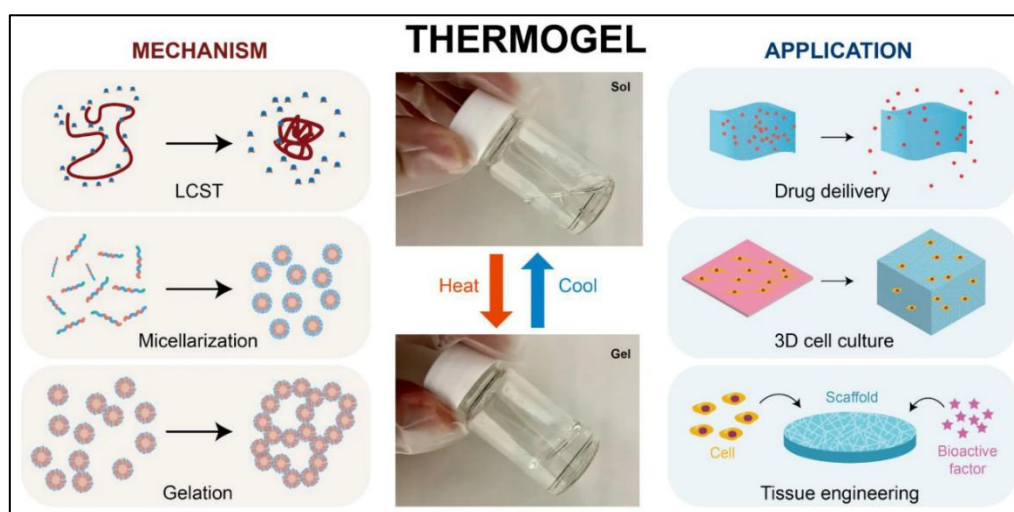 THERMOGEL
MECHANISM
LCST
Micellarization
Gelation
Sol
Heat
Cool
Gel
APPLICATION
Drug deilivery
3D cell culture
Scaffold
Cell
Bioactive
factor
Tissue engineering